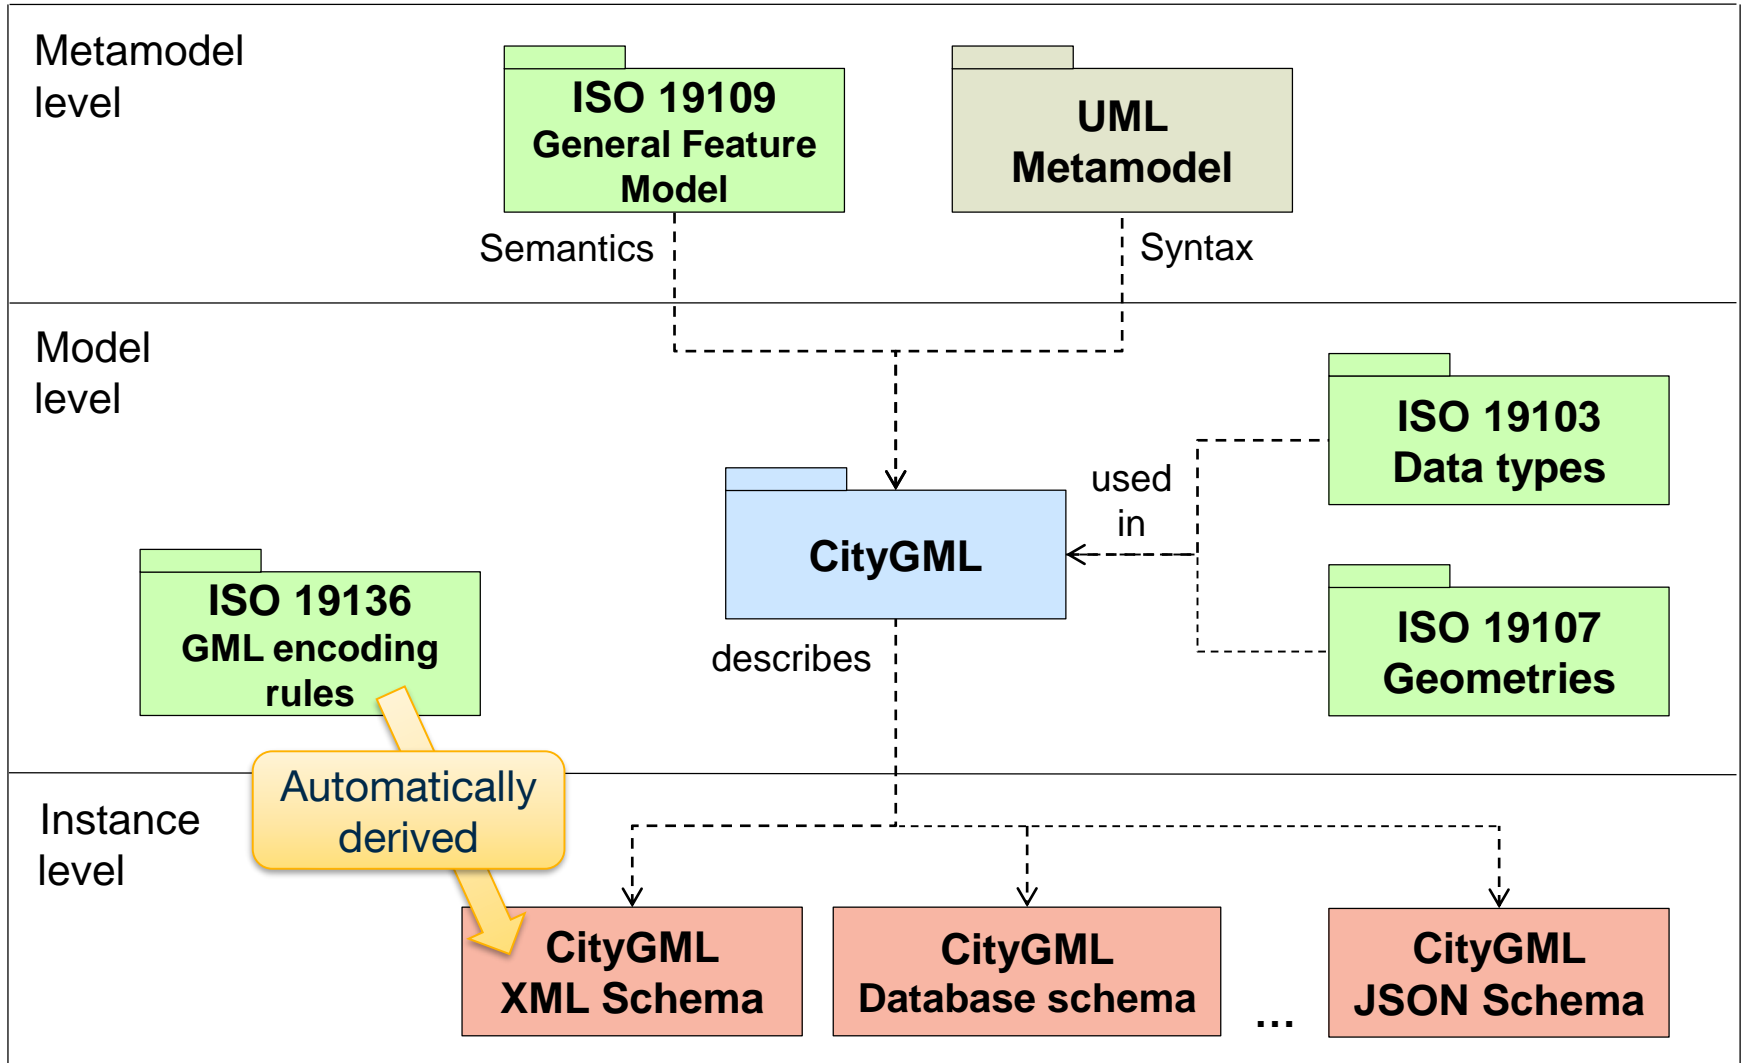 Metamodel
level
ISO 19109
General Feature
Model
UML
Metamodel
Semantics
Syntax
Model
level
ISO 19103
Data types
used
in
CityGML
ISO 19136
GML encoding
rules
ISO 19107
Geometries
describes
Automatically
derived
Instance
level
CityGML
XML Schema
CityGML
Database schema
...
CityGML
JSON Schema